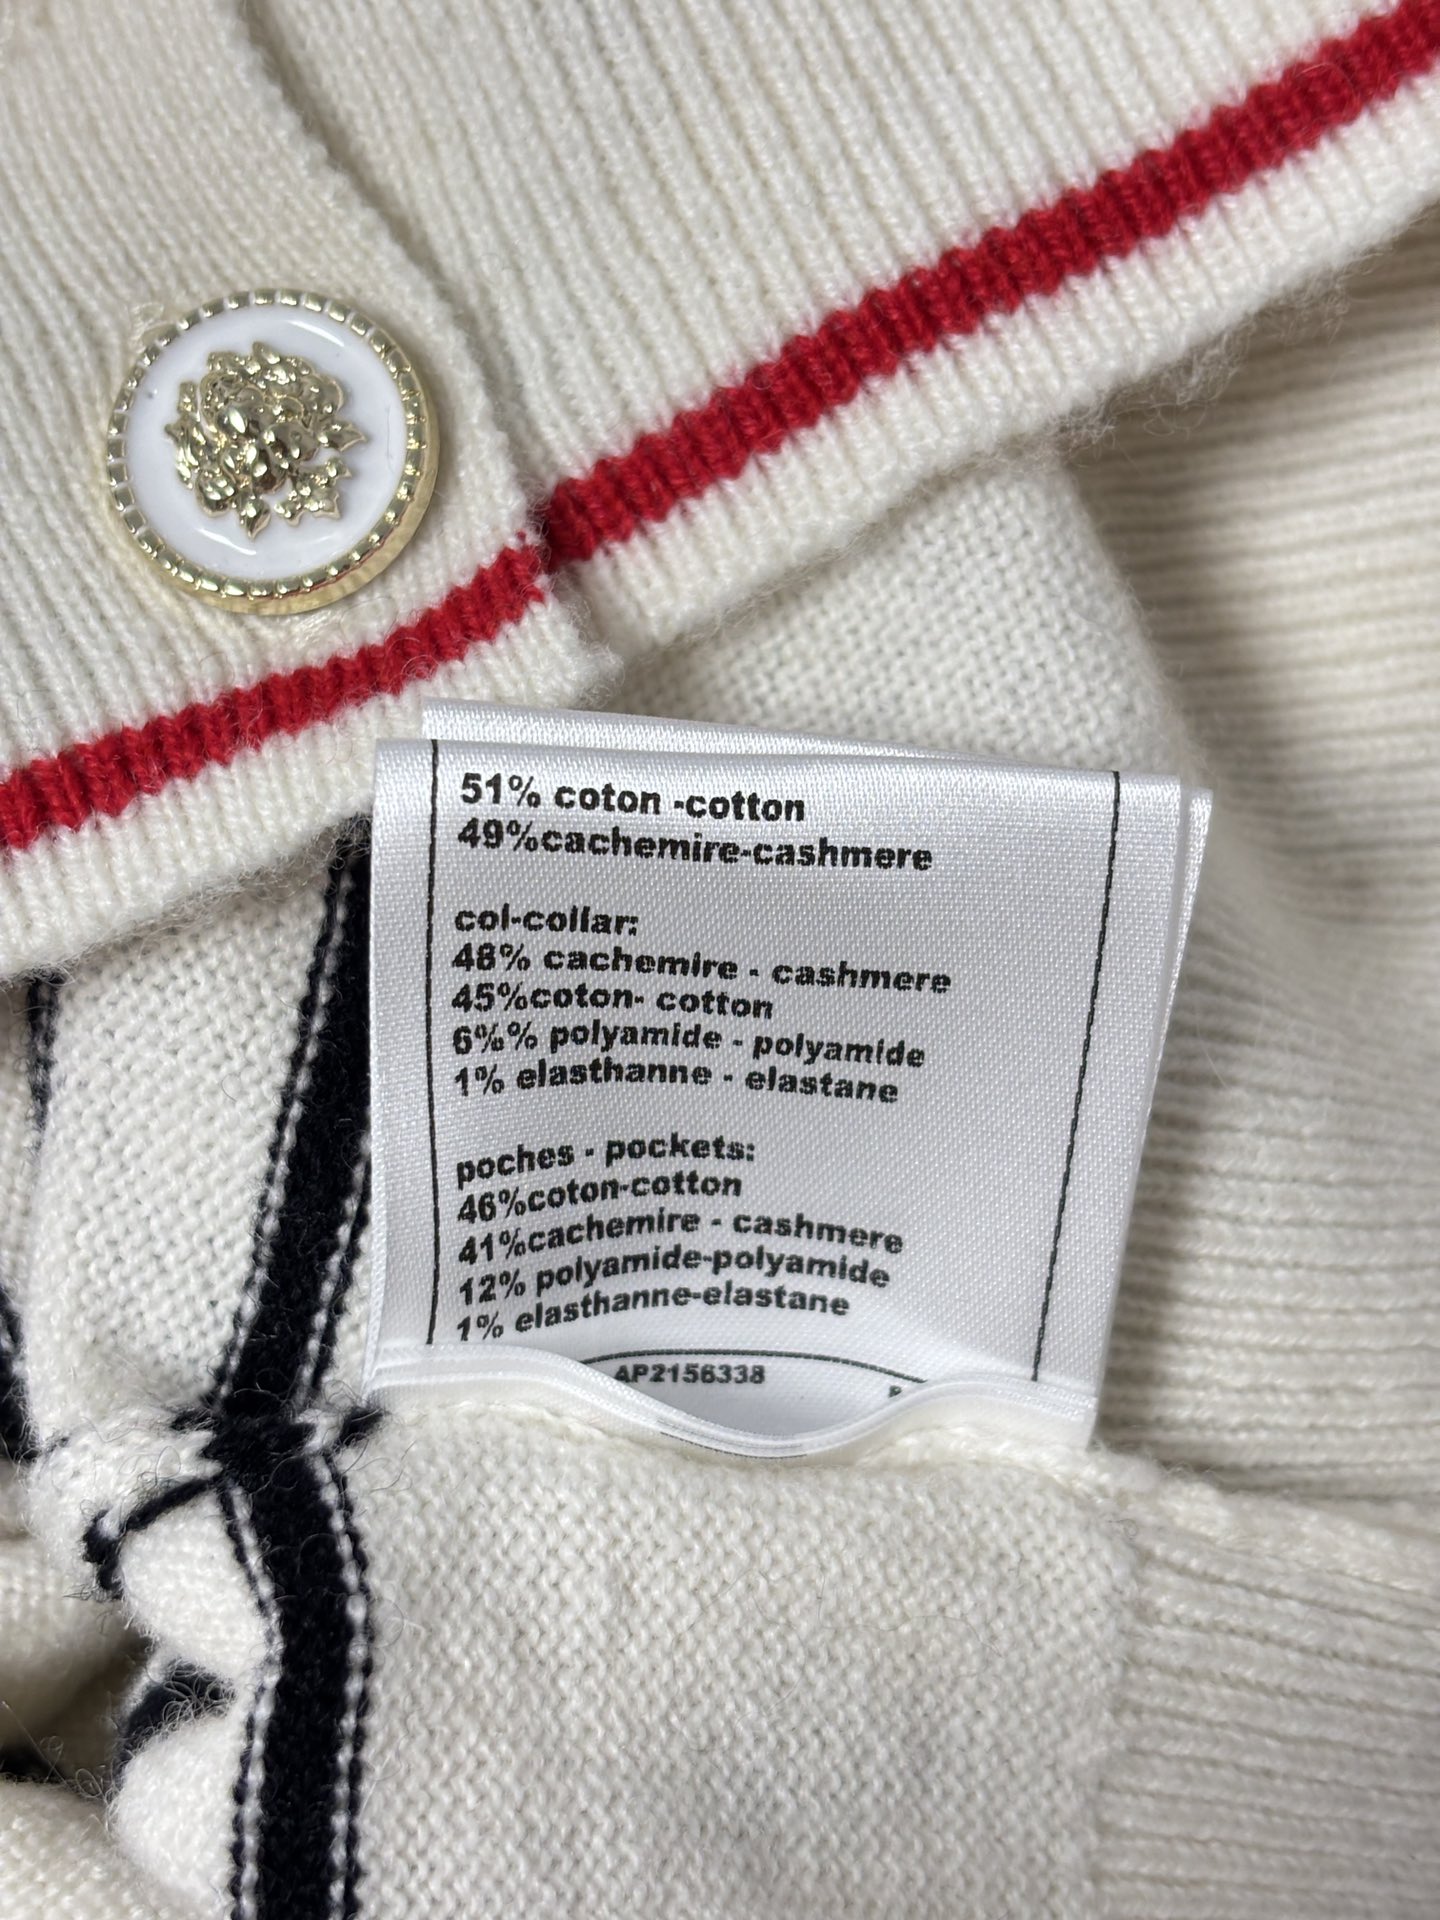 51% coton -cotton
49%cachemire-cashmere
col-collar:
48% cachemire - cashmere
45%coton- cotton
6%% polyamide - polyamide
1% elasthanne - elastane
poches - pockets:
46%coton-cotton
41%cachemire - cashmere
12% polyamide-polyamide
1% elasthanne-elastane
AP2156338